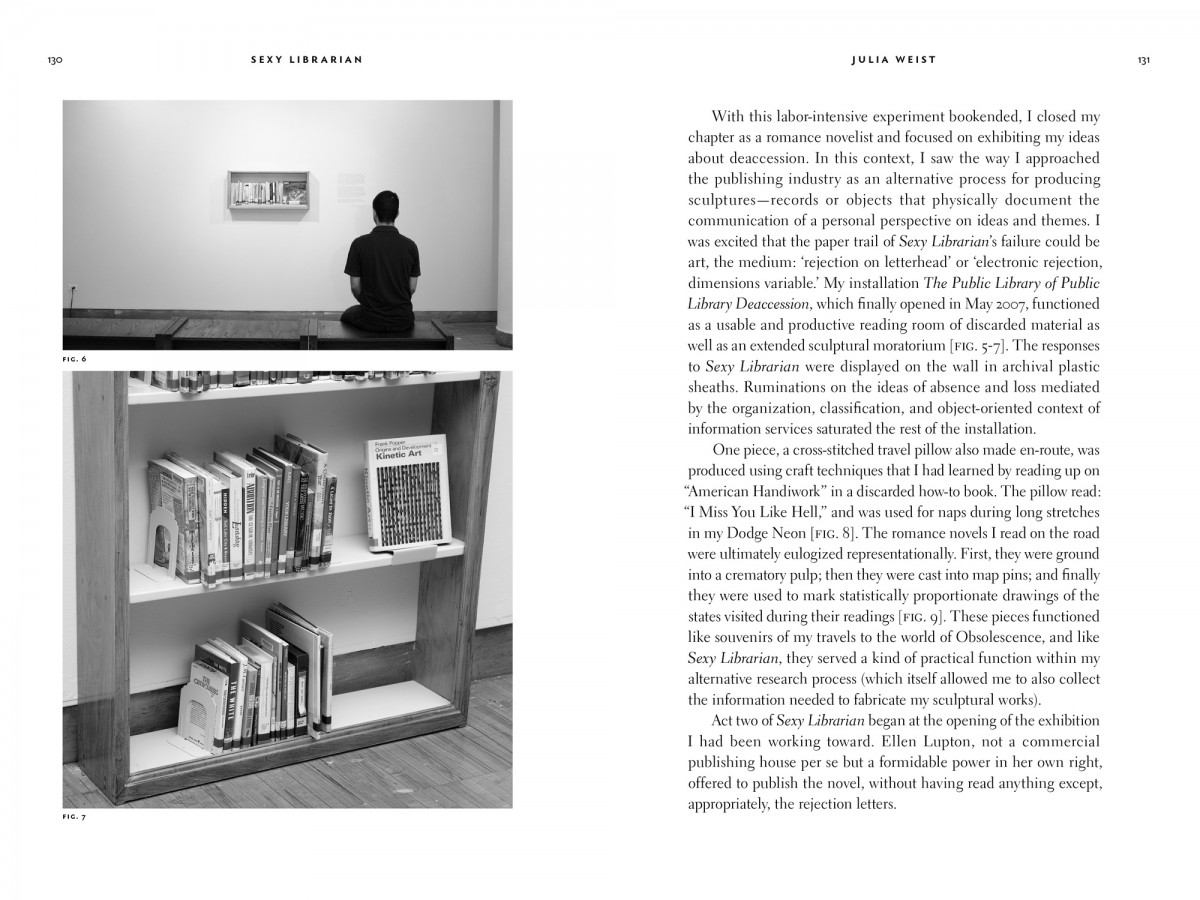 130
SEXY LIBRARIAN
JULIA WEIST
131
FIG. 6
Frank Popper
Origins and Development of
Kinetic Art
THE WHITE
FIG. 7
With this labor-intensive experiment bookended, I closed my
chapter as a romance novelist and focused on exhibiting my ideas
about deaccession. In this context, I saw the way I approached
the publishing industry as an alternative process for producing
sculptures—records or objects that physically document the
communication of a personal perspective on ideas and themes. I
was excited that the paper trail of Sexy Librarian’s failure could be
art, the medium: ‘rejection on letterhead’ or ‘electronic rejection,
dimensions variable.’ My installation The Public Library of Public
Library Deaccession, which finally opened in May 2007, functioned
as a usable and productive reading room of discarded material as
well as an extended sculptural moratorium [FIG. 5-7]. The responses
to Sexy Librarian were displayed on the wall in archival plastic
sheaths. Ruminations on the ideas of absence and loss mediated
by the organization, classification, and object-oriented context of
information services saturated the rest of the installation.
One piece, a cross-stitched travel pillow also made en-route, was
produced using craft techniques that I had learned by reading up on
“American Handiwork” in a discarded how-to book. The pillow read:
“I Miss You Like Hell,” and was used for naps during long stretches
in my Dodge Neon [FIG. 8]. The romance novels I read on the road
were ultimately eulogized representationally. First, they were ground
into a crematory pulp; then they were cast into map pins; and finally
they were used to mark statistically proportionate drawings of the
states visited during their readings [FIG. 9]. These pieces functioned
like souvenirs of my travels to the world of Obsolescence, and like
Sexy Librarian, they served a kind of practical function within my
alternative research process (which itself allowed me to also collect
the information needed to fabricate my sculptural works).
Act two of Sexy Librarian began at the opening of the exhibition
I had been working toward. Ellen Lupton, not a commercial
publishing house per se but a formidable power in her own right,
offered to publish the novel, without having read anything except,
appropriately, the rejection letters.